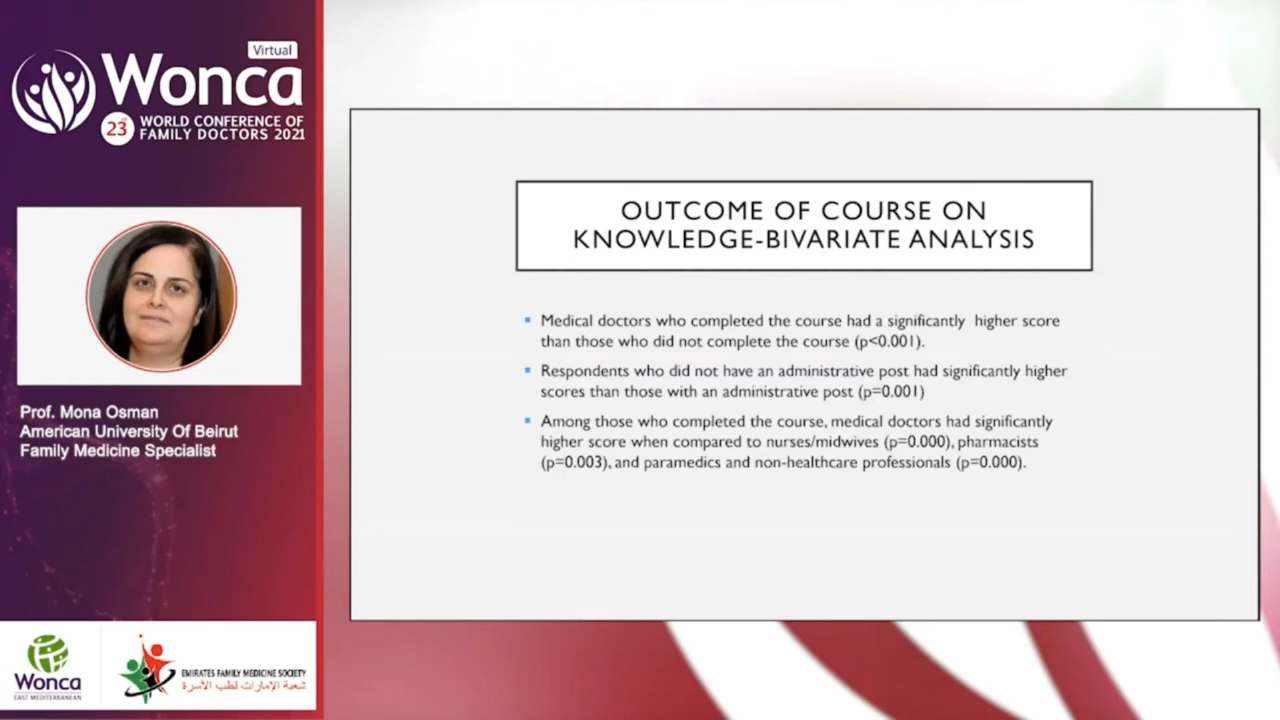 Virtual
Wonca
23rd WORLD CONFERENCE OF
FAMILY DOCTORS 2021
Prof. Mona Osman
American University Of Beirut
Family Medicine Specialist
Wonca
EAST MEDITERRANEAN
EMIRATES FAMILY MEDICINE SOCIETY
شعبة الإمارات لطب الأسرة
OUTCOME OF COURSE ON
KNOWLEDGE-BIVARIATE ANALYSIS
▪ Medical doctors who completed the course had a significantly higher score
than those who did not complete the course (p<0.001).
▪ Respondents who did not have an administrative post had significantly higher
scores than those with an administrative post (p=0.001)
▪ Among those who completed the course, medical doctors had significantly
higher score when compared to nurses/midwives (p=0.000), pharmacists
(p=0.003), and paramedics and non-healthcare professionals (p=0.000).